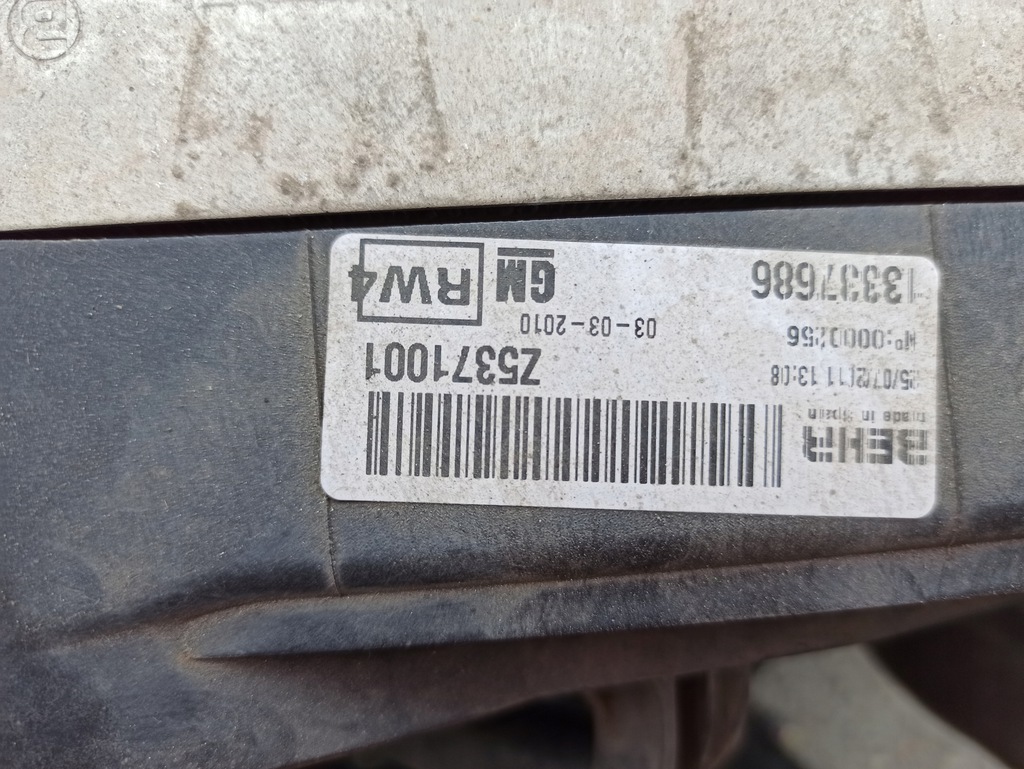 BEHR
made in Spain
25/07/2011 13:08
Z5371001
Nº:0000256
03-03-2010
13337686 GM RW4